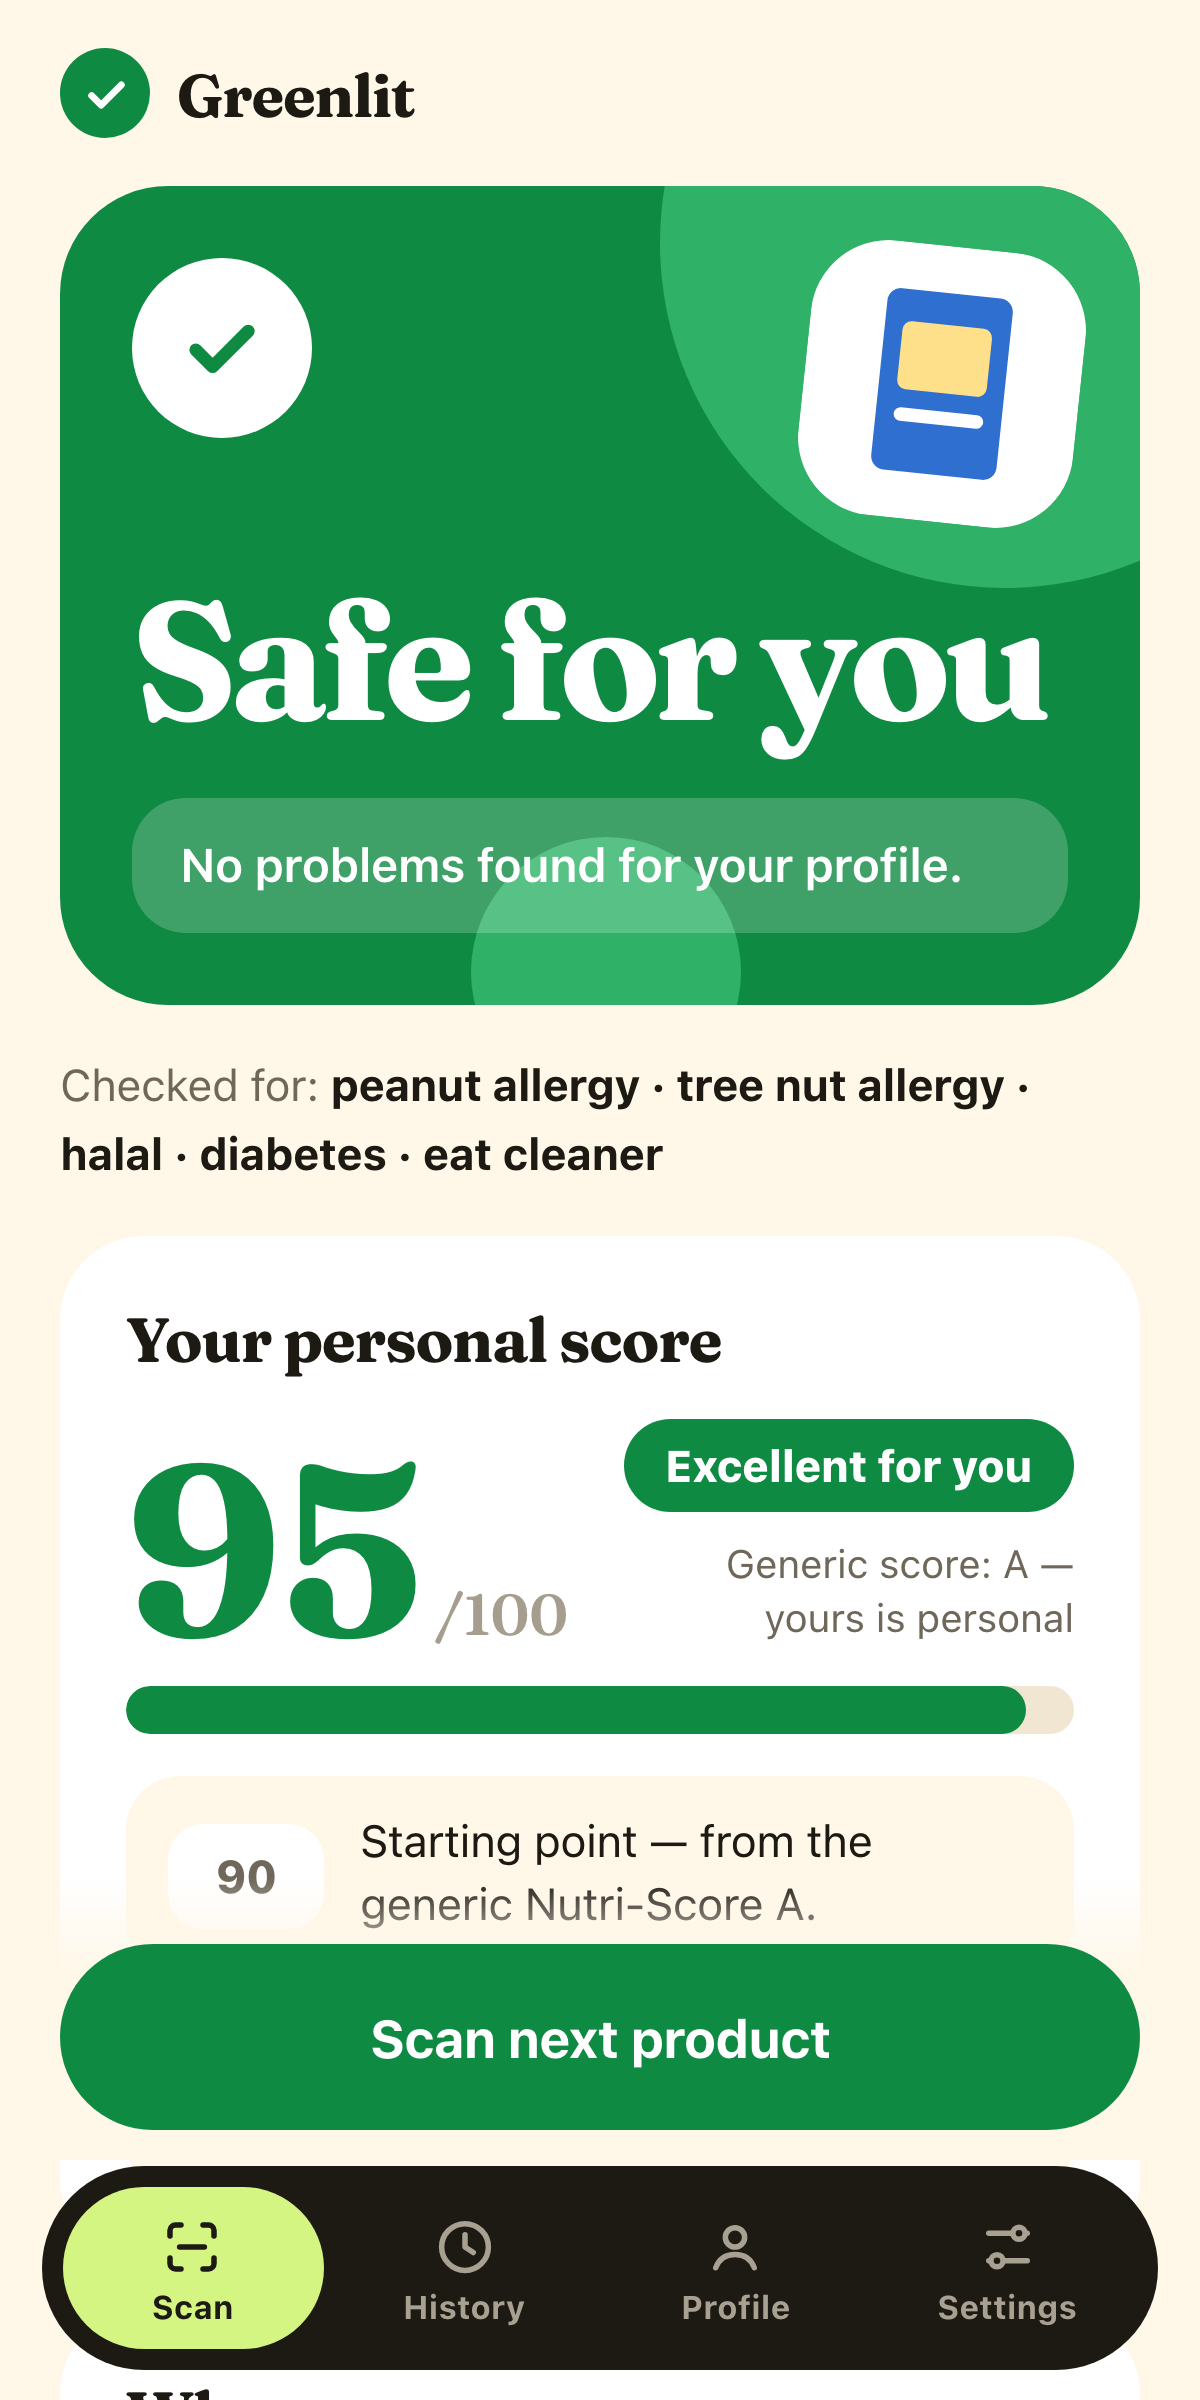 Greenlit
Safe for you
No problems found for your profile.
Checked for: peanut allergy · tree nut allergy ·
halal · diabetes · eat cleaner
Your personal score
95 /100
Excellent for you
Generic score: A —
yours is personal
90
Starting point — from the
generic Nutri-Score A.
Scan next product
Scan
History
Profile
Settings